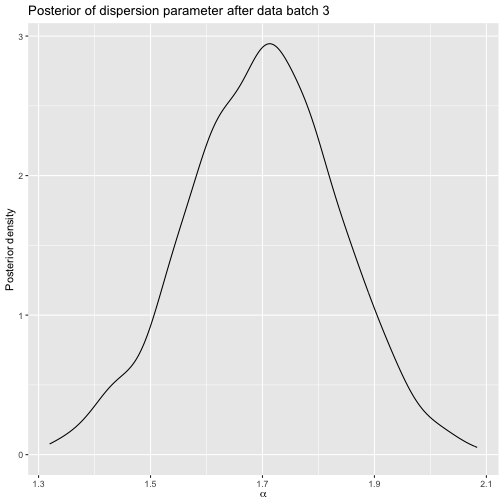 Posterior of dispersion parameter after data batch 3
3
2
1
0
Posterior density
1.3 1.5 1.7 1.9 2.1
α